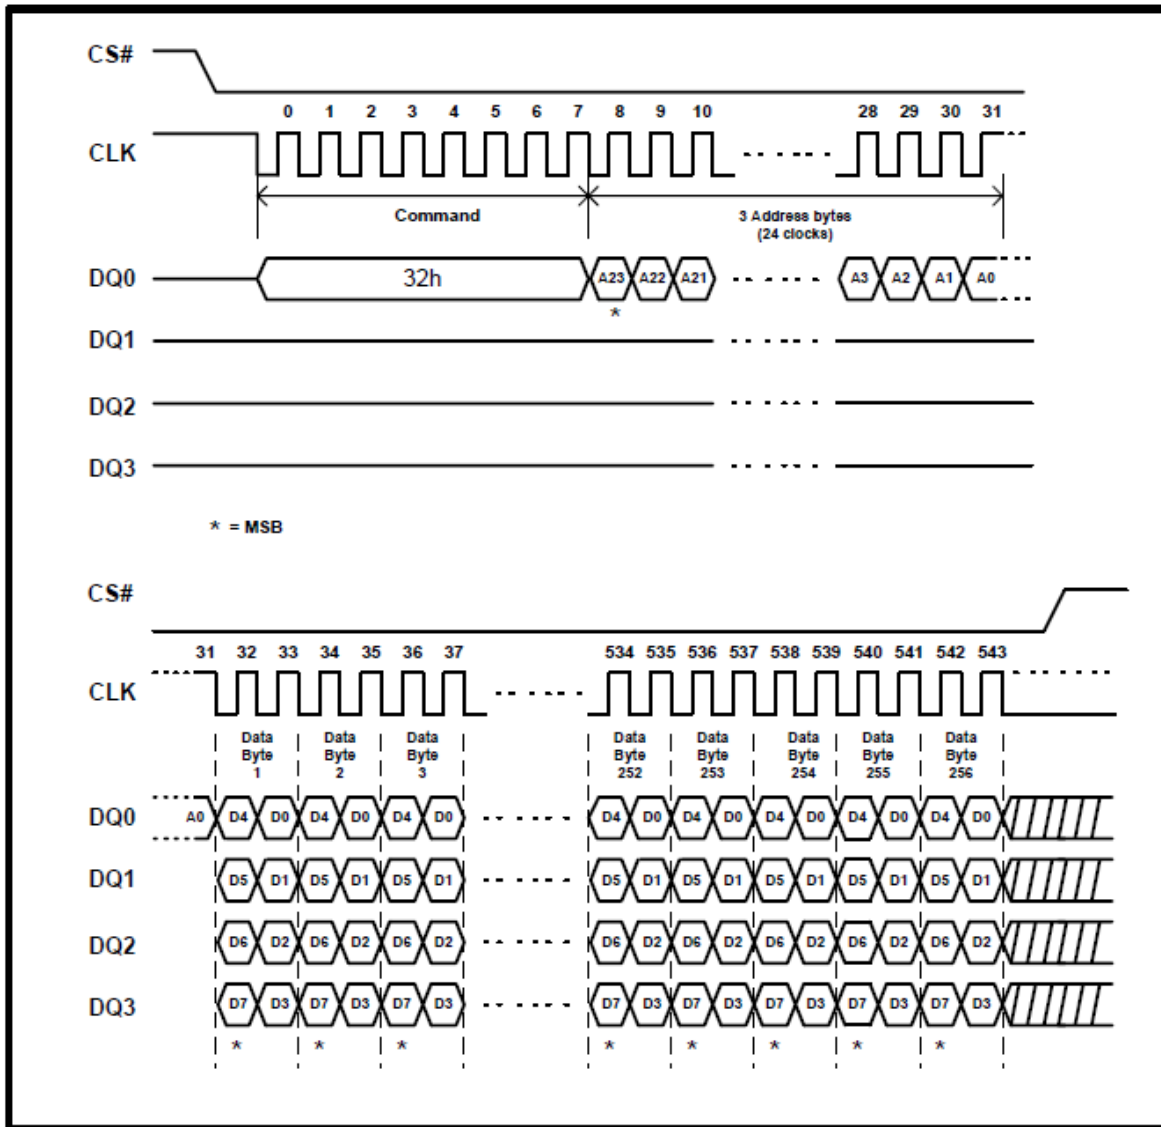 CS#
0 1 2 3 4 5 6 7 8 9 10 28 29 30 31
CLK
Command
3 Address bytes
(24 clocks)
DQ0 32h A23 A22 A21 A3 A2 A1 A0
*
DQ1
DQ2
DQ3
* = MSB
CS#
31 32 33 34 35 36 37 534 535 536 537 538 539 540 541 542 543
CLK
Data Data Data Data Data Data Data Data
Byte Byte Byte Byte Byte Byte Byte Byte
1 2 3 252 253 254 255 256
DQ0 A0 D4 D0 D4 D0 D4 D0 D4 D0 D4 D0 D4 D0 D4 D0 D4 D0
DQ1 D5 D1 D5 D1 D5 D1 D5 D1 D5 D1 D5 D1 D5 D1 D5 D1
DQ2 D6 D2 D6 D2 D6 D2 D6 D2 D6 D2 D6 D2 D6 D2 D6 D2
DQ3 D7 D3 D7 D3 D7 D3 D7 D3 D7 D3 D7 D3 D7 D3 D7 D3
* * * * * * * *